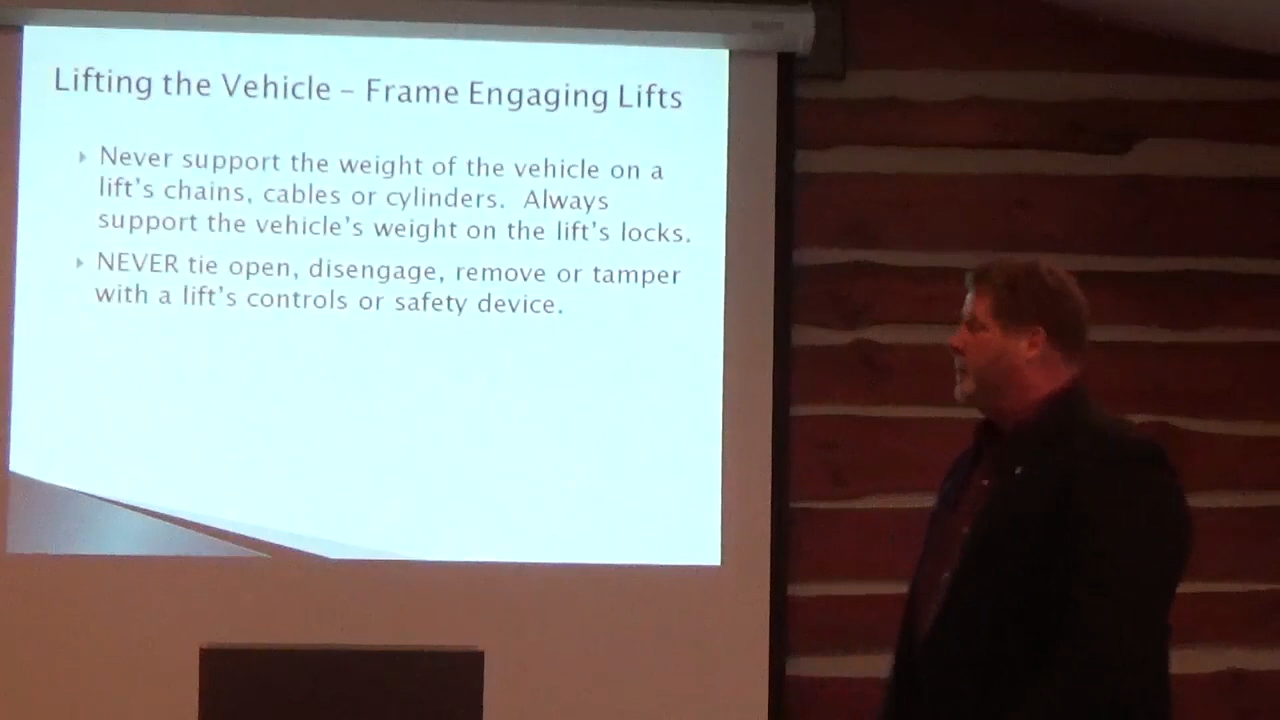 Lifting the Vehicle – Frame Engaging Lifts
Never support the weight of the vehicle on a
lift's chains, cables or cylinders. Always
support the vehicle's weight on the lift's locks.
NEVER tie open, disengage, remove or tamper
with a lift's controls or safety device.